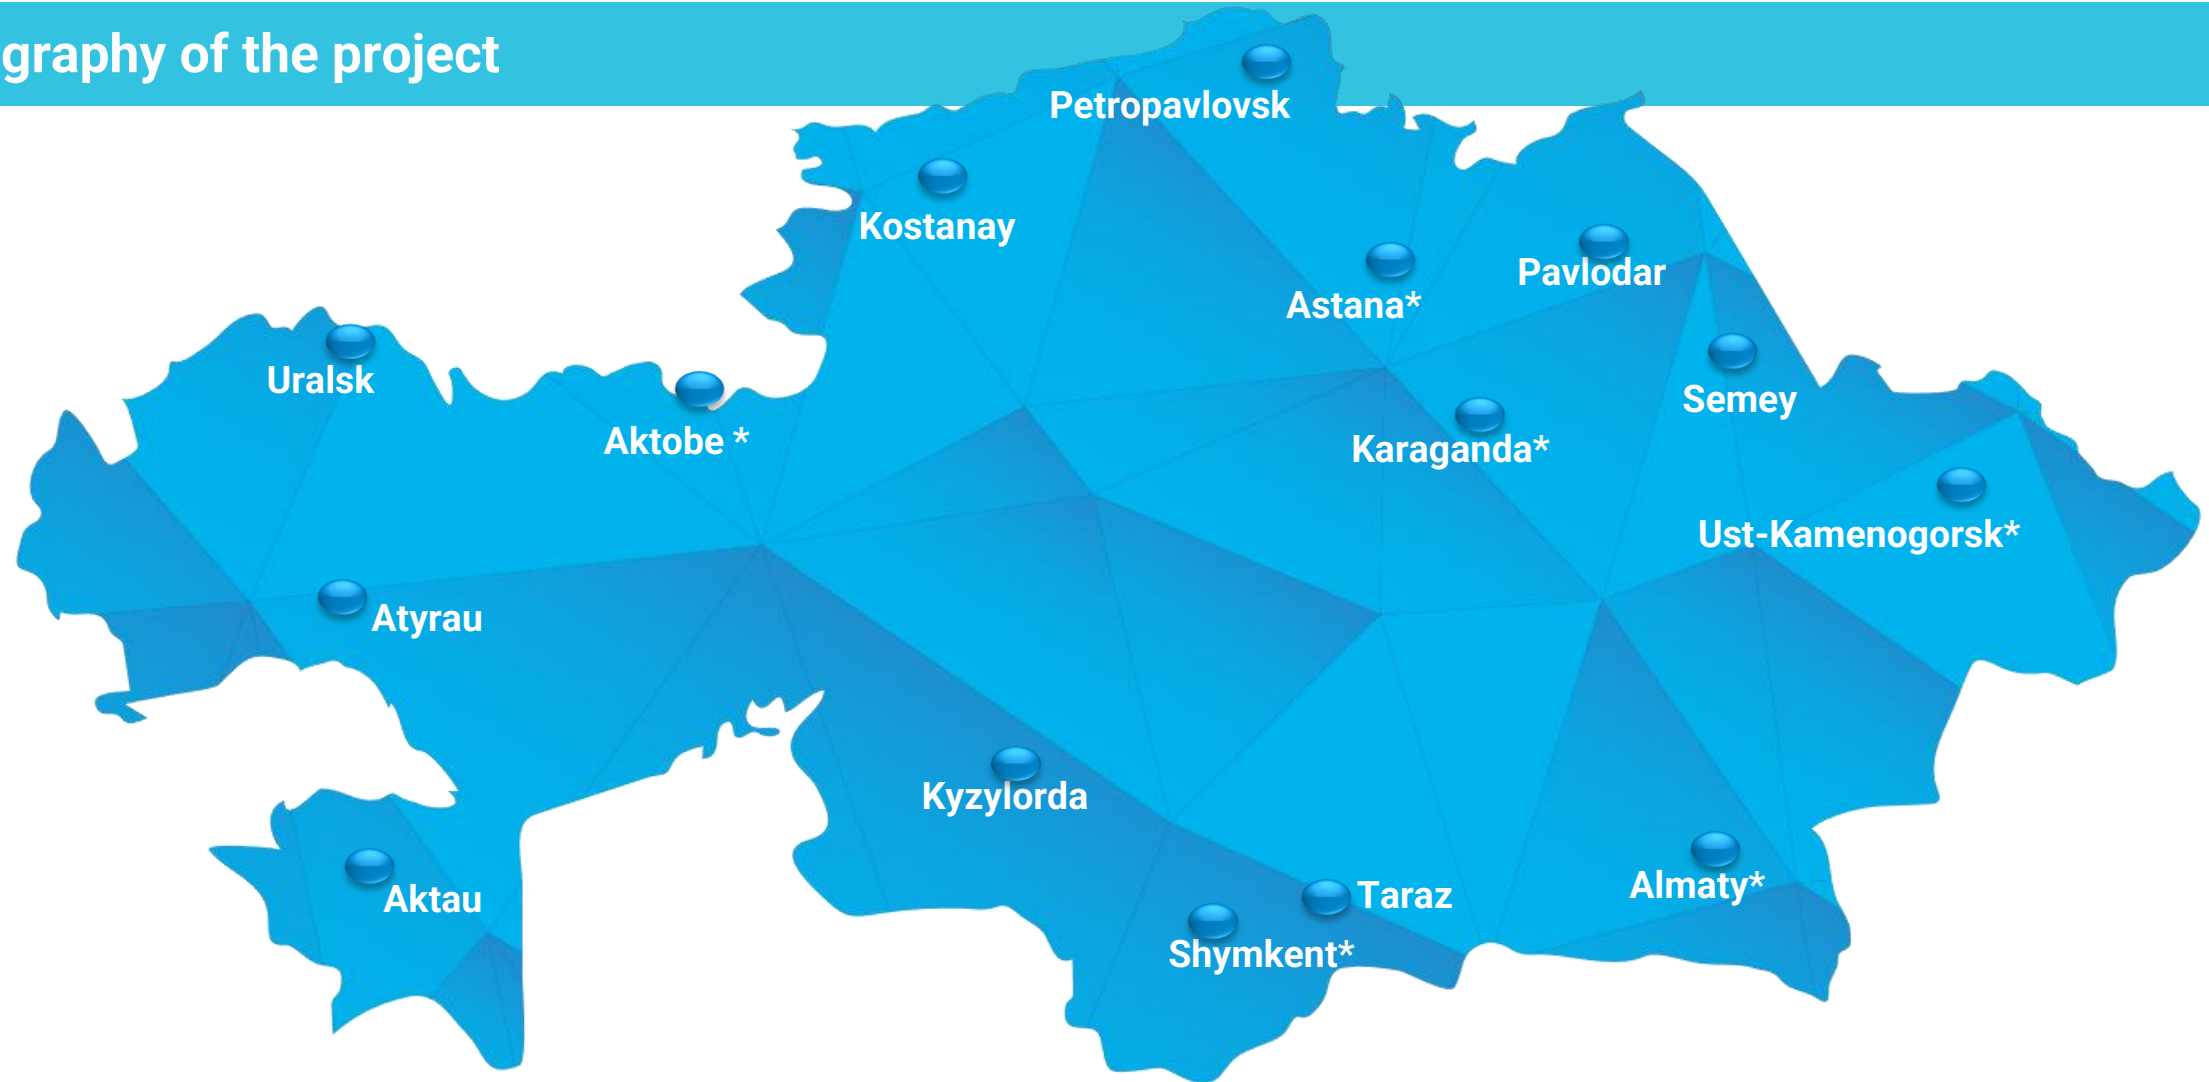 graphy of the project
Petropavlovsk
Kostanay
Pavlodar
Astana*
Uralsk
Semey
Aktobe *
Karaganda*
Ust-Kamenogorsk*
Atyrau
Kyzylorda
Almaty*
Taraz
Aktau
Shymkent*